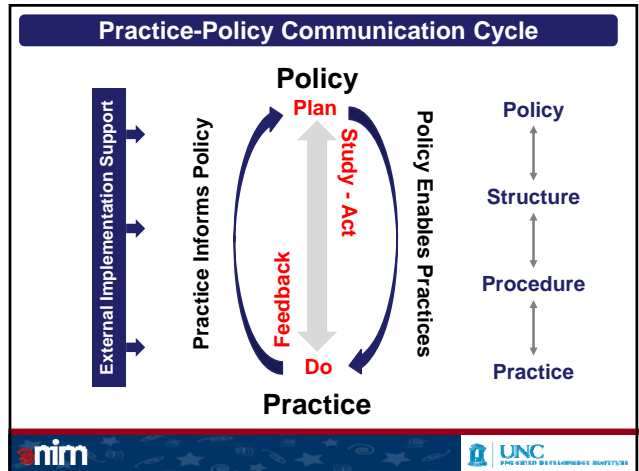 Practice-Policy Communication Cycle
External Implementation Support
Practice Informs Policy
Policy
Plan
Study - Act
Feedback
Do
Practice
Policy Enables Practices
Policy
Structure
Procedure
Practice
nirn
UNC